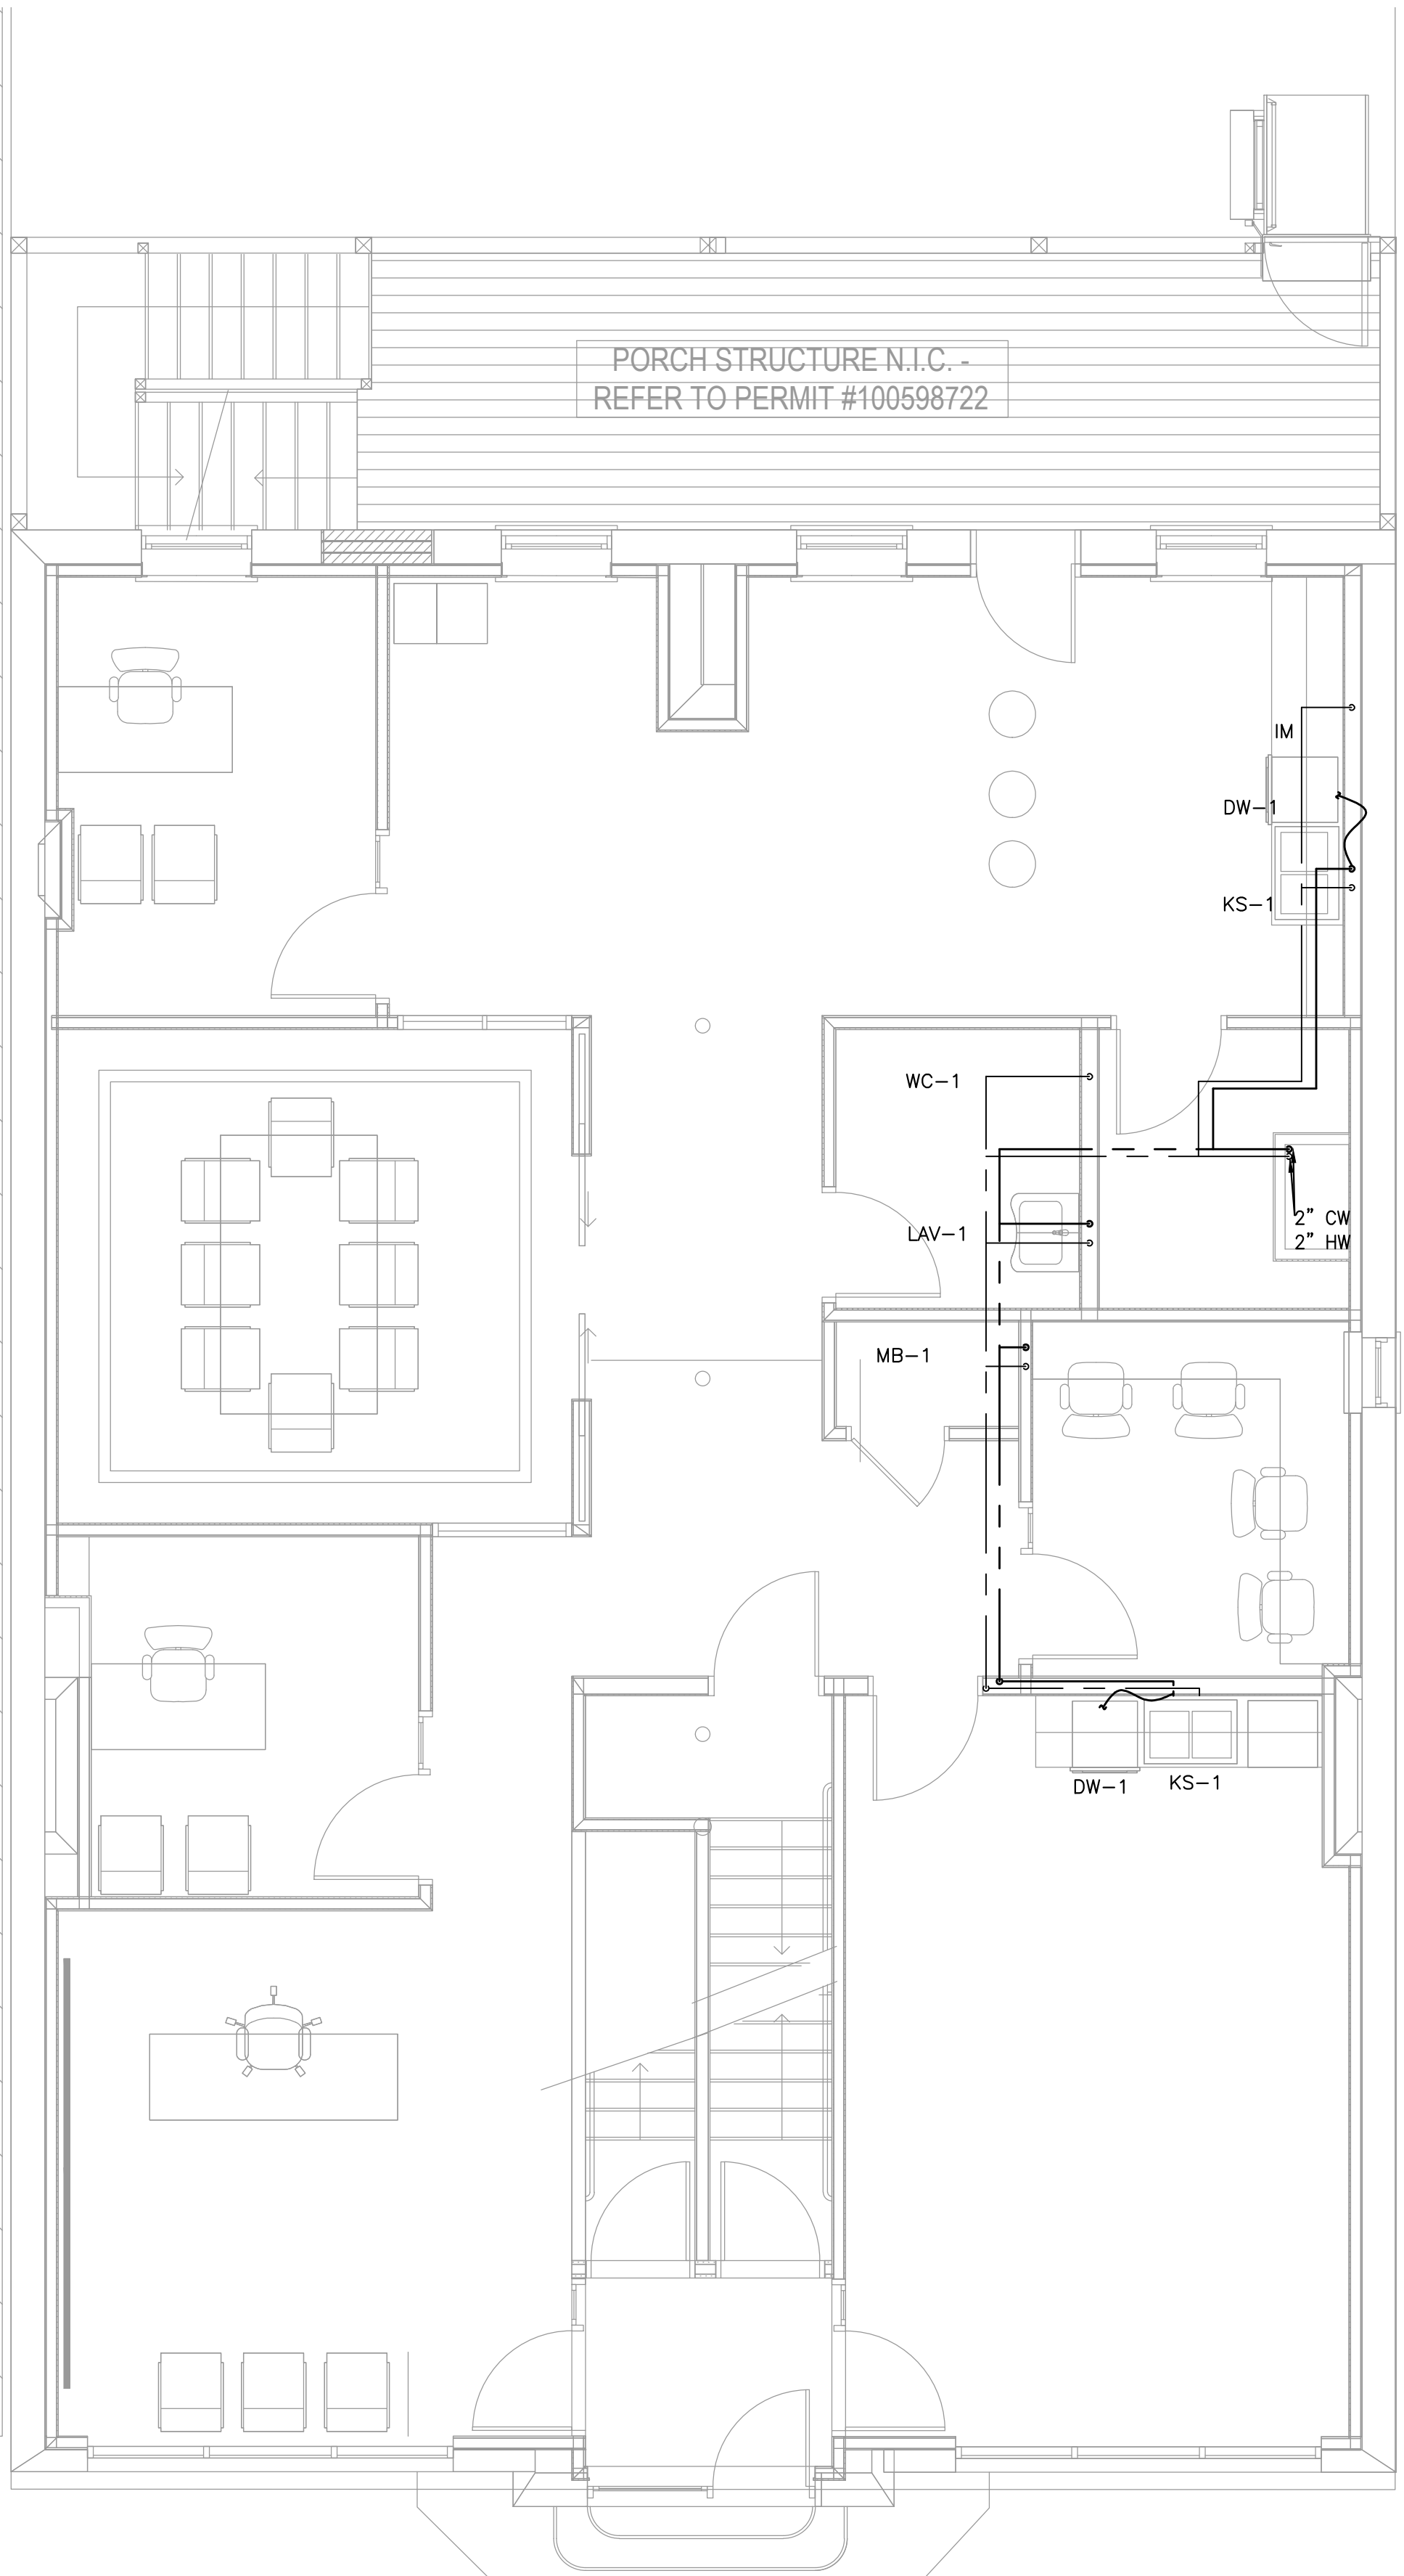 PORCH STRUCTURE N.I.C. -
REFER TO PERMIT #100598722
IM
DW-1
KS-1
WC-1
LAV-1
2" CW
2" HW
MB-1
DW-1
KS-1